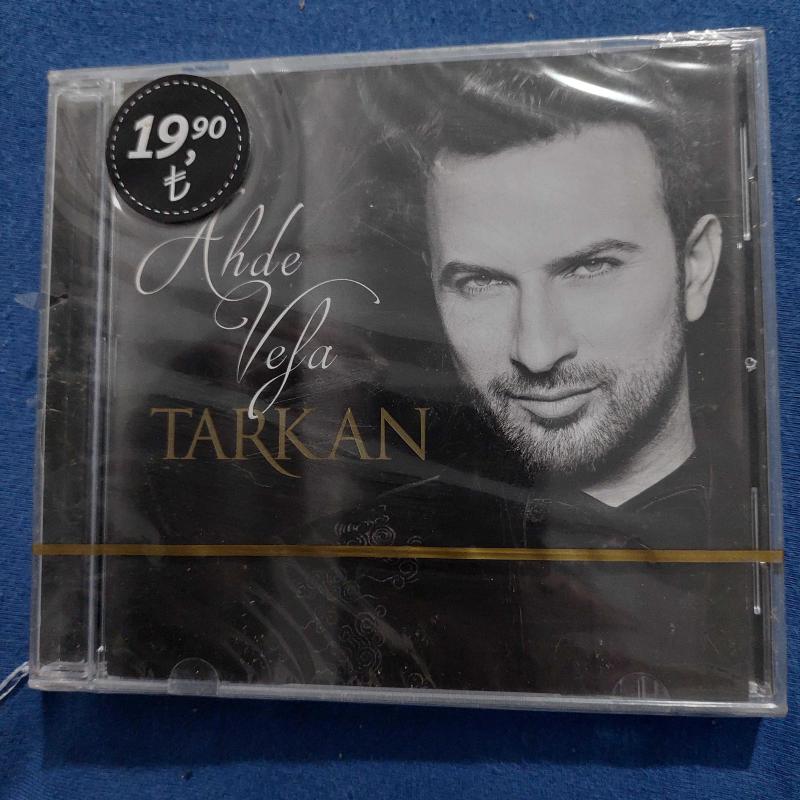 19,90
₺
Ahde
Vefa
TARKAN